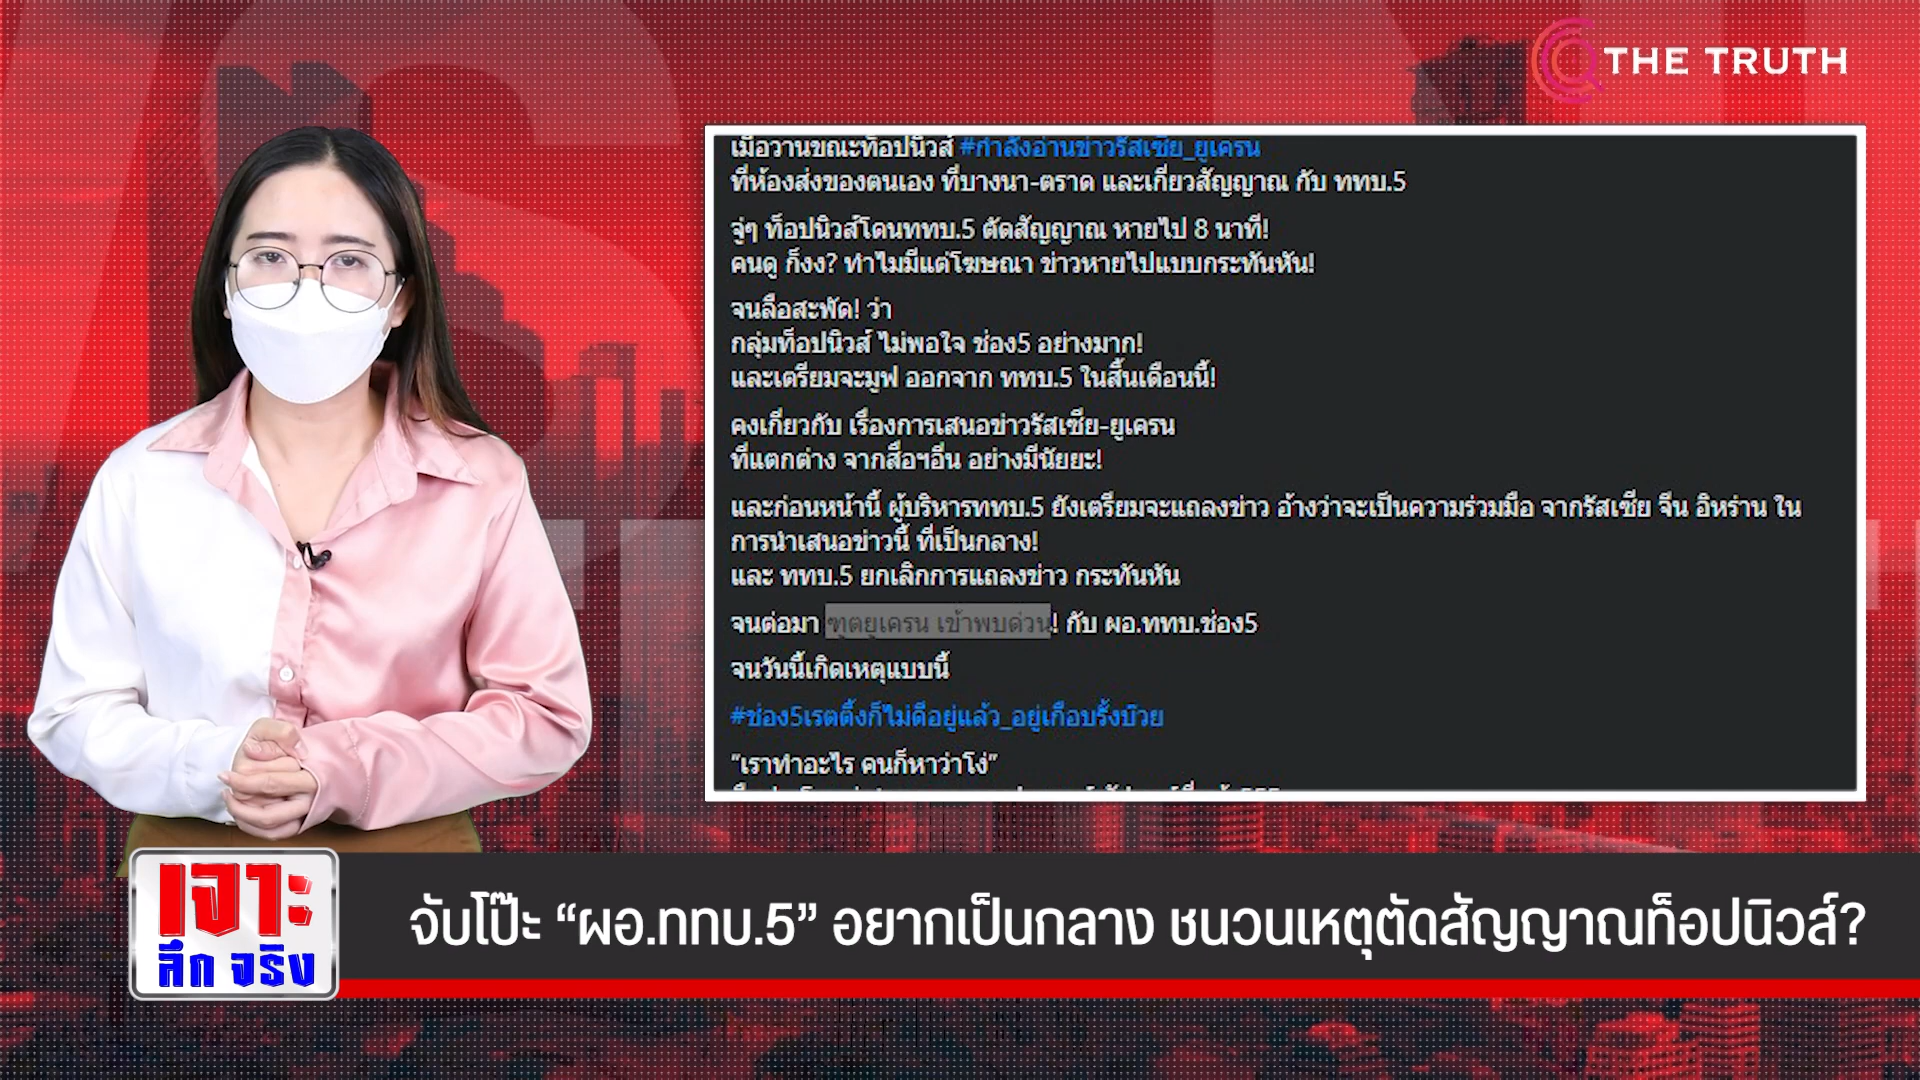 THE TRUTH
เมื่อวานขณะท็อปนิวส์ #กำลังอ่านข่าวรัสเซีย_ยูเครน
ที่ห้องส่งของตนเอง ที่บางนา-ตราด และเกี่ยวสัญญาณ กับ ททบ.5
จู่ๆ ท็อปนิวส์โดนททบ.5 ตัดสัญญาณ หายไป 8 นาที!
คนดู ก็งง? ทำไมมีแต่โฆษณา ข่าวหายไปแบบกระทันหัน!
จนลือสะพัด! ว่า
กลุ่มท็อปนิวส์ ไม่พอใจ ช่อง5 อย่างมาก!
และเตรียมจะมูฟ ออกจาก ททบ.5 ในสิ้นเดือนนี้!
คงเกี่ยวกับ เรื่องการเสนอข่าวรัสเซีย-ยูเครน
ที่แตกต่าง จากสื่อฯอื่น อย่างมีนัยยะ!
และก่อนหน้านี้ ผู้บริหารททบ.5 ยังเตรียมจะแถลงข่าว อ้างว่าจะเป็นความร่วมมือ จากรัสเซีย จีน อิหร่าน ใน
การนำเสนอข่าวนี้ ที่เป็นกลาง!
และ ททบ.5 ยกเลิกการแถลงข่าว กระทันหัน
จนต่อมา ฑุตยูเครน เข้าพบด่วน! กับ ผอ.ททบ.ช่อง5
จนวันนี้เกิดเหตุแบบนี้
#ช่อง5เรตติ้งก็ไม่ดีอยู่แล้ว_อยู่เกือบรั้งบ๊วย
"เราทำอะไร คนก็หาว่าโง่"
เจาะ
ลึก จริง
จับโป๊ะ “ผอ.ททบ.5” อยากเป็นกลาง ชนวนเหตุตัดสัญญาณท็อปนิวส์?